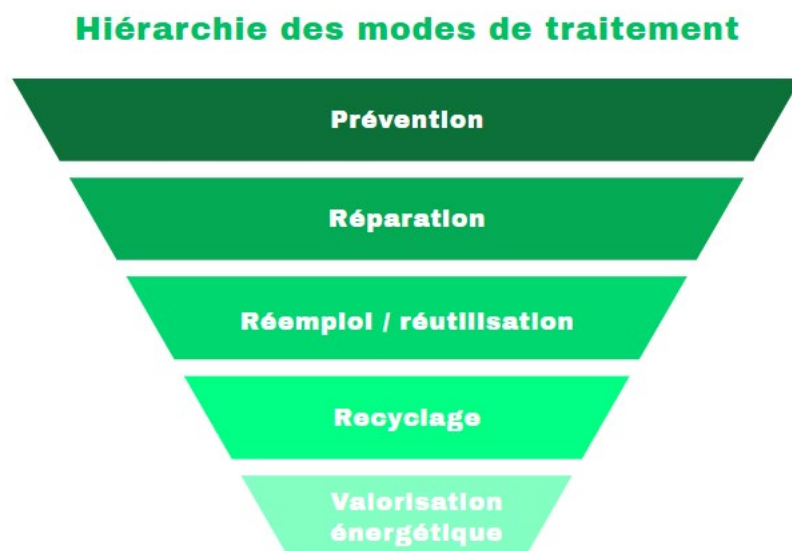 Hiérarchie des modes de traitement
Prévention
Réparation
Réemploi / réutilisation
Recyclage
Valorisation
énergétique